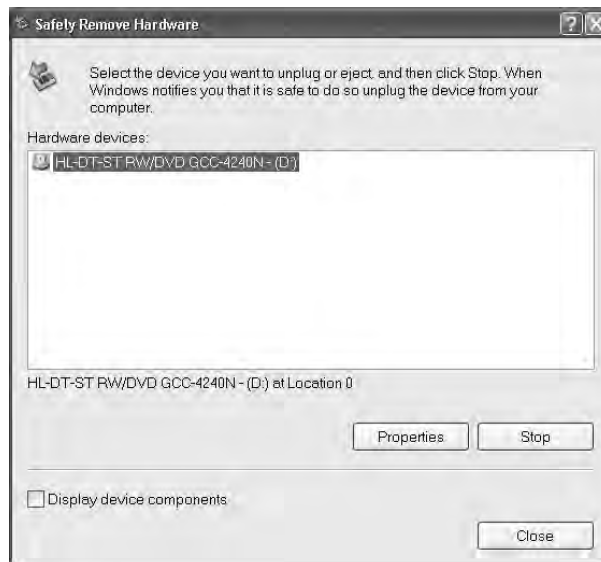 Safely Remove Hardware
Select the device you want to unplug or eject, and then click Stop. When
Windows notifies you that it is safe to do so unplug the device from your
computer.
Hardware devices:
HL-DT-ST RW/DVD GCC-4240N - (D:)
HL-DT-ST RW/DVD GCC-4240N - (D:) at Location 0
Properties Stop
Display device components
Close